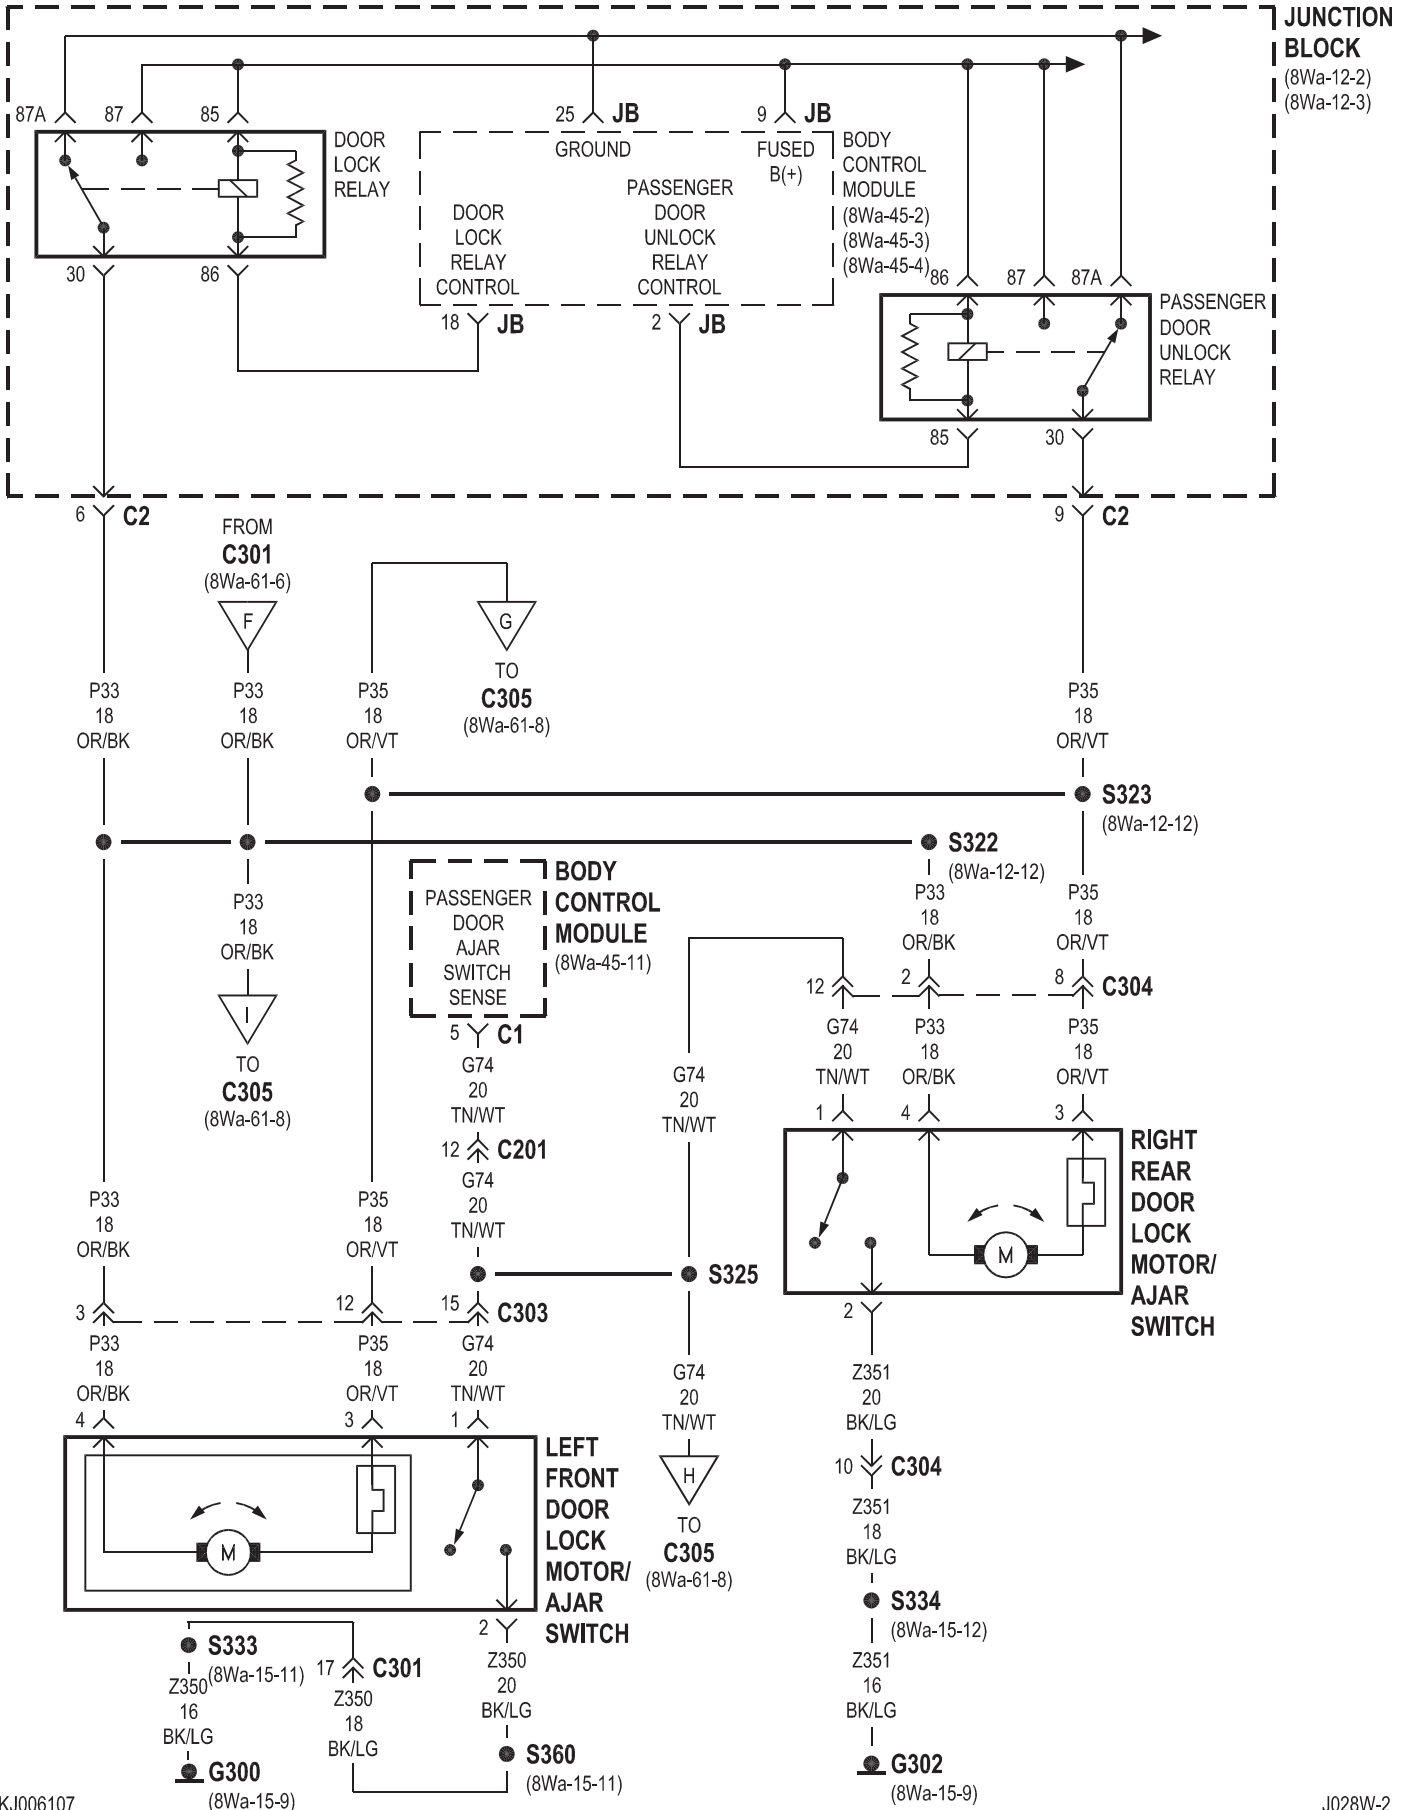 JUNCTION
BLOCK
(8Wa-12-2)
(8Wa-12-3)
87A
87
85
25
JB
9
JB
DOOR
LOCK
RELAY
GROUND
FUSED
B(+)
BODY
CONTROL
MODULE
(8Wa-45-2)
(8Wa-45-3)
(8Wa-45-4)
DOOR
LOCK
RELAY
CONTROL
PASSENGER
DOOR
UNLOCK
RELAY
CONTROL
30
86
18
JB
2
JB
86
87
87A
PASSENGER
DOOR
UNLOCK
RELAY
85
30
6
C2
9
C2
FROM
C301
(8Wa-61-6)
F
G
TO
C305
(8Wa-61-8)
P33
18
OR/BK
P33
18
OR/BK
P35
18
OR/VT
P35
18
OR/VT
S323
(8Wa-12-12)
S322
(8Wa-12-12)
P33
18
OR/BK
I
TO
C305
(8Wa-61-8)
PASSENGER
DOOR
AJAR
SWITCH
SENSE
BODY
CONTROL
MODULE
(8Wa-45-11)
5
C1
G74
20
TN/WT
12
C201
G74
20
TN/WT
P33
18
OR/BK
P35
18
OR/VT
12
2
8
C304
G74
20
TN/WT
G74
20
TN/WT
P33
18
OR/BK
P35
18
OR/VT
1
4
3
RIGHT
REAR
DOOR
LOCK
MOTOR/
AJAR
SWITCH
M
P33
18
OR/BK
P35
18
OR/VT
S325
3
12
15
C303
P33
18
OR/BK
P35
18
OR/VT
G74
20
TN/WT
4
3
1
LEFT
FRONT
DOOR
LOCK
MOTOR/
AJAR
SWITCH
M
G74
20
TN/WT
H
TO
C305
(8Wa-61-8)
2
Z351
20
BK/LG
10
C304
Z351
18
BK/LG
S334
(8Wa-15-12)
Z351
16
BK/LG
G302
(8Wa-15-9)
S333
(8Wa-15-11)
Z350
16
BK/LG
G300
(8Wa-15-9)
17
C301
Z350
18
BK/LG
2
Z350
20
BK/LG
S360
(8Wa-15-11)
KJ006107
J028W-2